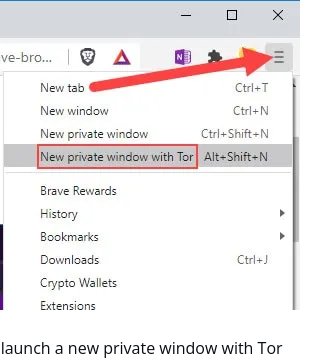 ve-bro...
New tab Ctrl+T
New window Ctrl+N
New private window Ctrl+Shift+N
New private window with Tor Alt+Shift+N
Brave Rewards
History
Bookmarks
Downloads Ctrl+J
Crypto Wallets
Extensions
launch a new private window with Tor